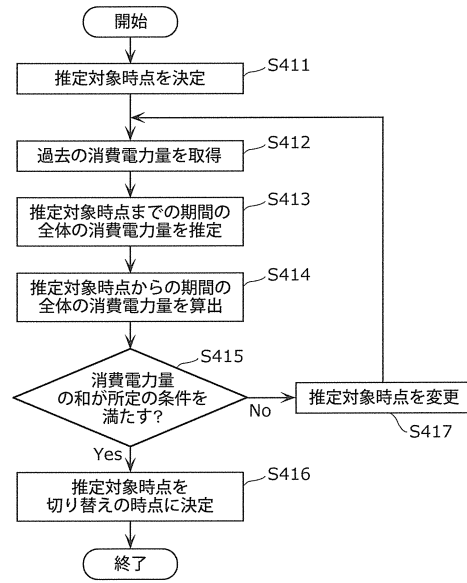 開始
推定対象時点を決定
S411
過去の消費電力量を取得
S412
推定対象時点までの期間の
全体の消費電力量を推定
S413
推定対象時点からの期間の
全体の消費電力量を算出
S414
消費電力量
の和が所定の条件を
満たす?
S415
No
推定対象時点を変更
S417
Yes
推定対象時点を
切り替えの時点に決定
S416
終了